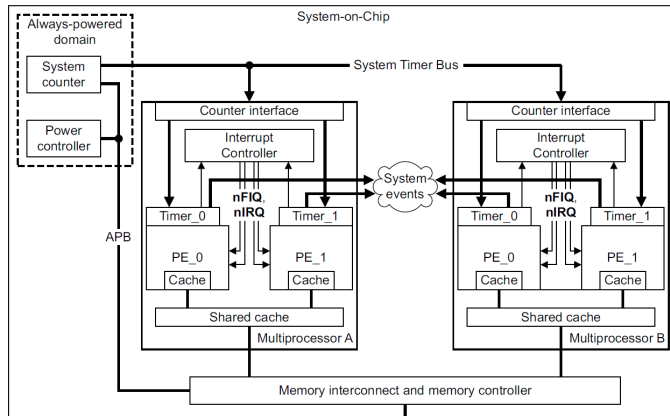 System-on-Chip
Always-powered
domain
System
counter
System Timer Bus
Power
controller
APB
Counter interface
Interrupt
Controller
nFIQ,
nIRQ
Timer_0
Timer_1
PE_0
PE_1
Cache
Cache
Shared cache
Multiprocessor A
System
events
Counter interface
Interrupt
Controller
nFIQ,
nIRQ
Timer_0
Timer_1
PE_0
PE_1
Cache
Cache
Shared cache
Multiprocessor B
Memory interconnect and memory controller